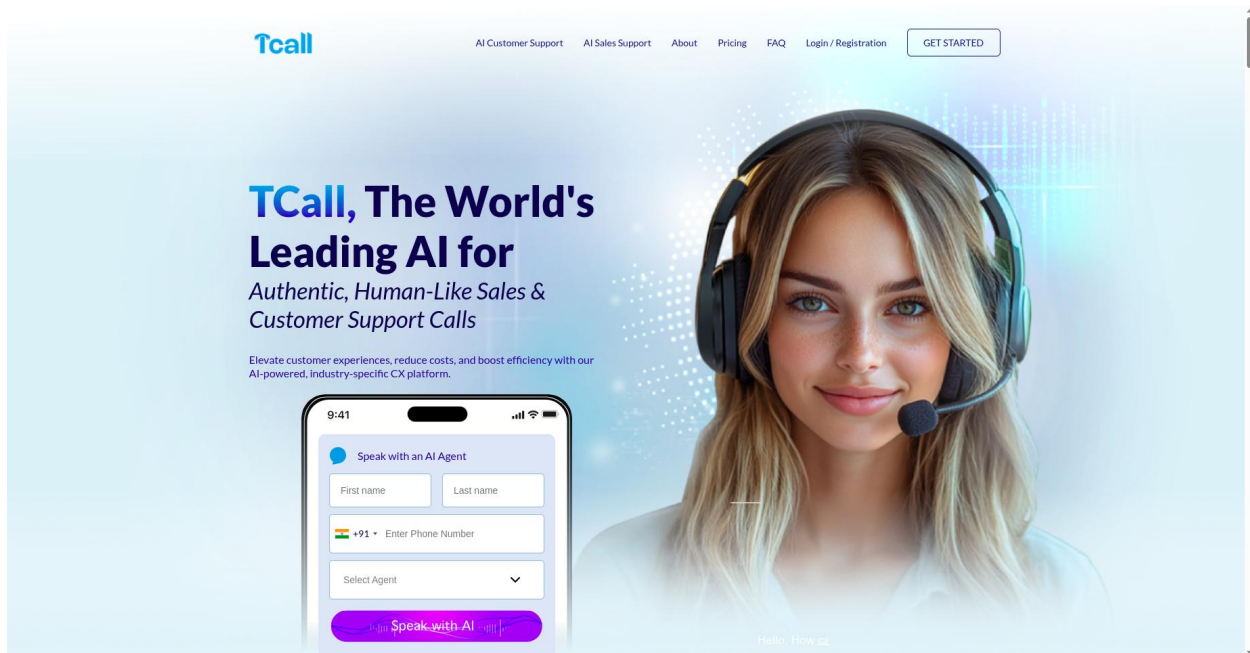 Tcall
AI Customer Support
AI Sales Support
About
Pricing
FAQ
Login / Registration
GET STARTED
TCall, The World's
Leading AI for
Authentic, Human-Like Sales &
Customer Support Calls
Elevate customer experiences, reduce costs, and boost efficiency with our
AI-powered, industry-specific CX platform.
9:41
Speak with an AI Agent
First name
Last name
+91
Enter Phone Number
Select Agent
Speak with AI
Hello. How